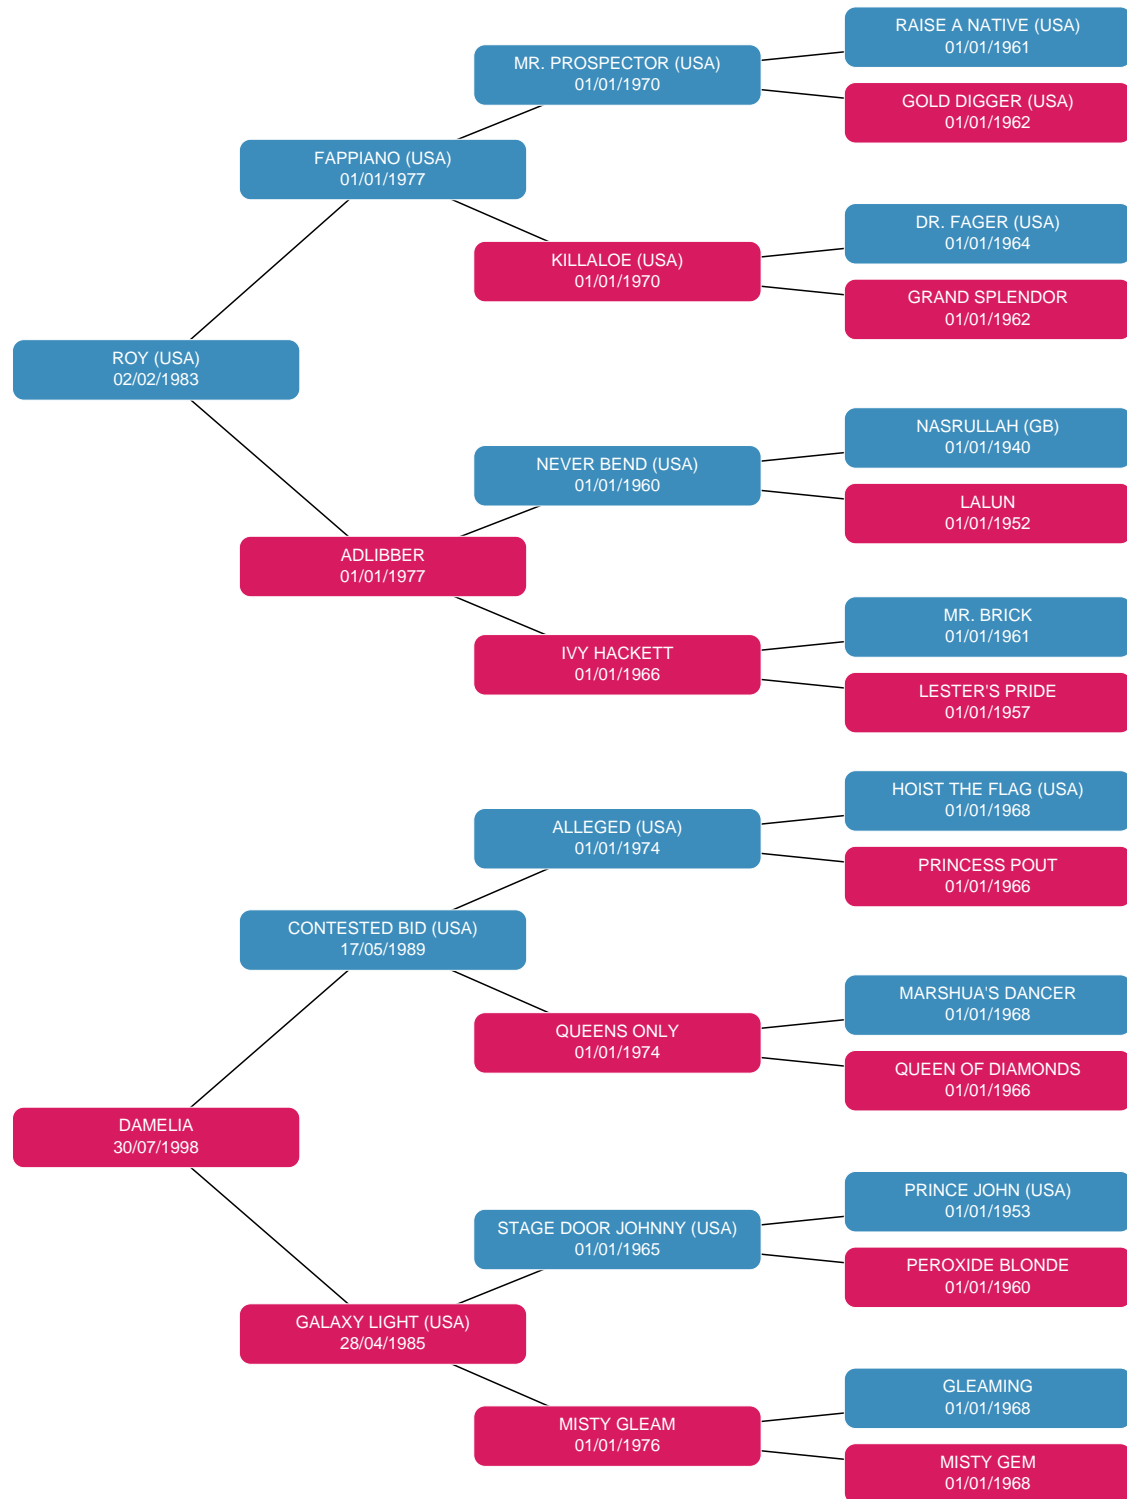 RAISE A NATIVE (USA)
01/01/1961
MR. PROSPECTOR (USA)
01/01/1970
GOLD DIGGER (USA)
01/01/1962
FAPPIANO (USA)
01/01/1977
DR. FAGER (USA)
01/01/1964
KILLALOE (USA)
01/01/1970
GRAND SPLENDOR
01/01/1962
ROY (USA)
02/02/1983
NASRULLAH (GB)
01/01/1940
NEVER BEND (USA)
01/01/1960
LALUN
01/01/1952
ADLIBBER
01/01/1977
MR. BRICK
01/01/1961
IVY HACKETT
01/01/1966
LESTER'S PRIDE
01/01/1957
HOIST THE FLAG (USA)
01/01/1968
ALLEGED (USA)
01/01/1974
PRINCESS POUT
01/01/1966
CONTESTED BID (USA)
17/05/1989
MARSHUA'S DANCER
01/01/1968
QUEENS ONLY
01/01/1974
QUEEN OF DIAMONDS
01/01/1966
DAMELIA
30/07/1998
PRINCE JOHN (USA)
01/01/1953
STAGE DOOR JOHNNY (USA)
01/01/1965
PEROXIDE BLONDE
01/01/1960
GALAXY LIGHT (USA)
28/04/1985
GLEAMING
01/01/1968
MISTY GLEAM
01/01/1976
MISTY GEM
01/01/1968